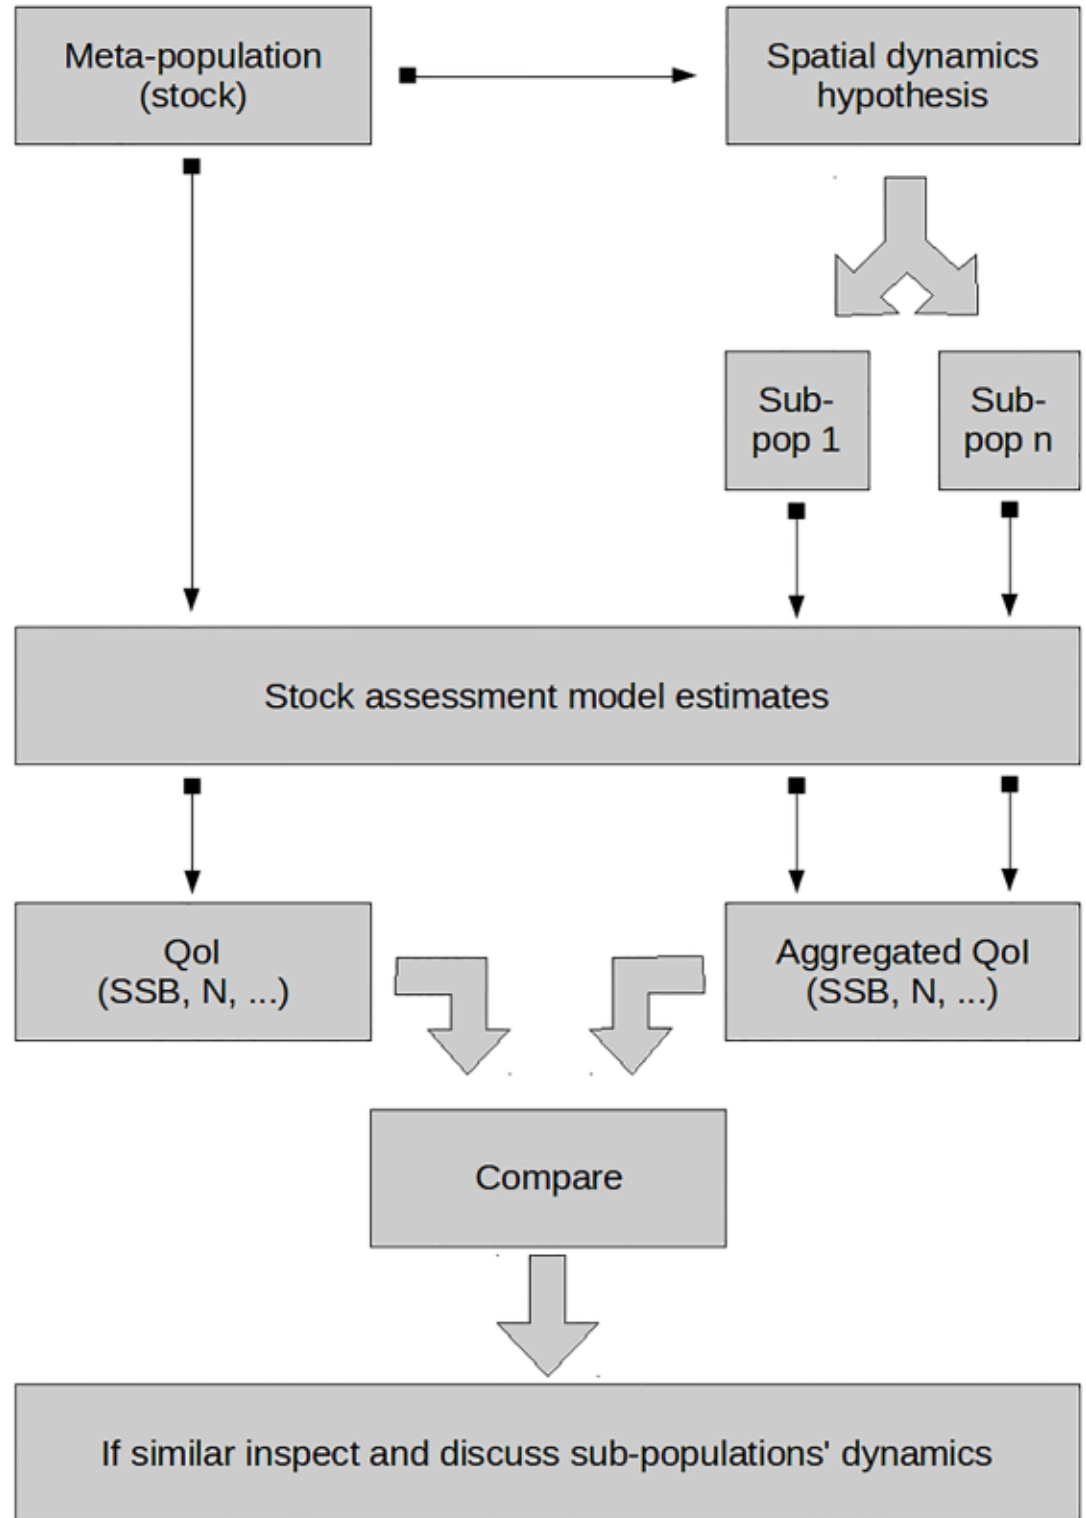 Meta-population
(stock)
Spatial dynamics
hypothesis
Sub-
pop 1
Sub-
pop n
Stock assessment model estimates
QoI
(SSB, N, ...)
Aggregated QoI
(SSB, N, ...)
Compare
If similar inspect and discuss sub-populations' dynamics